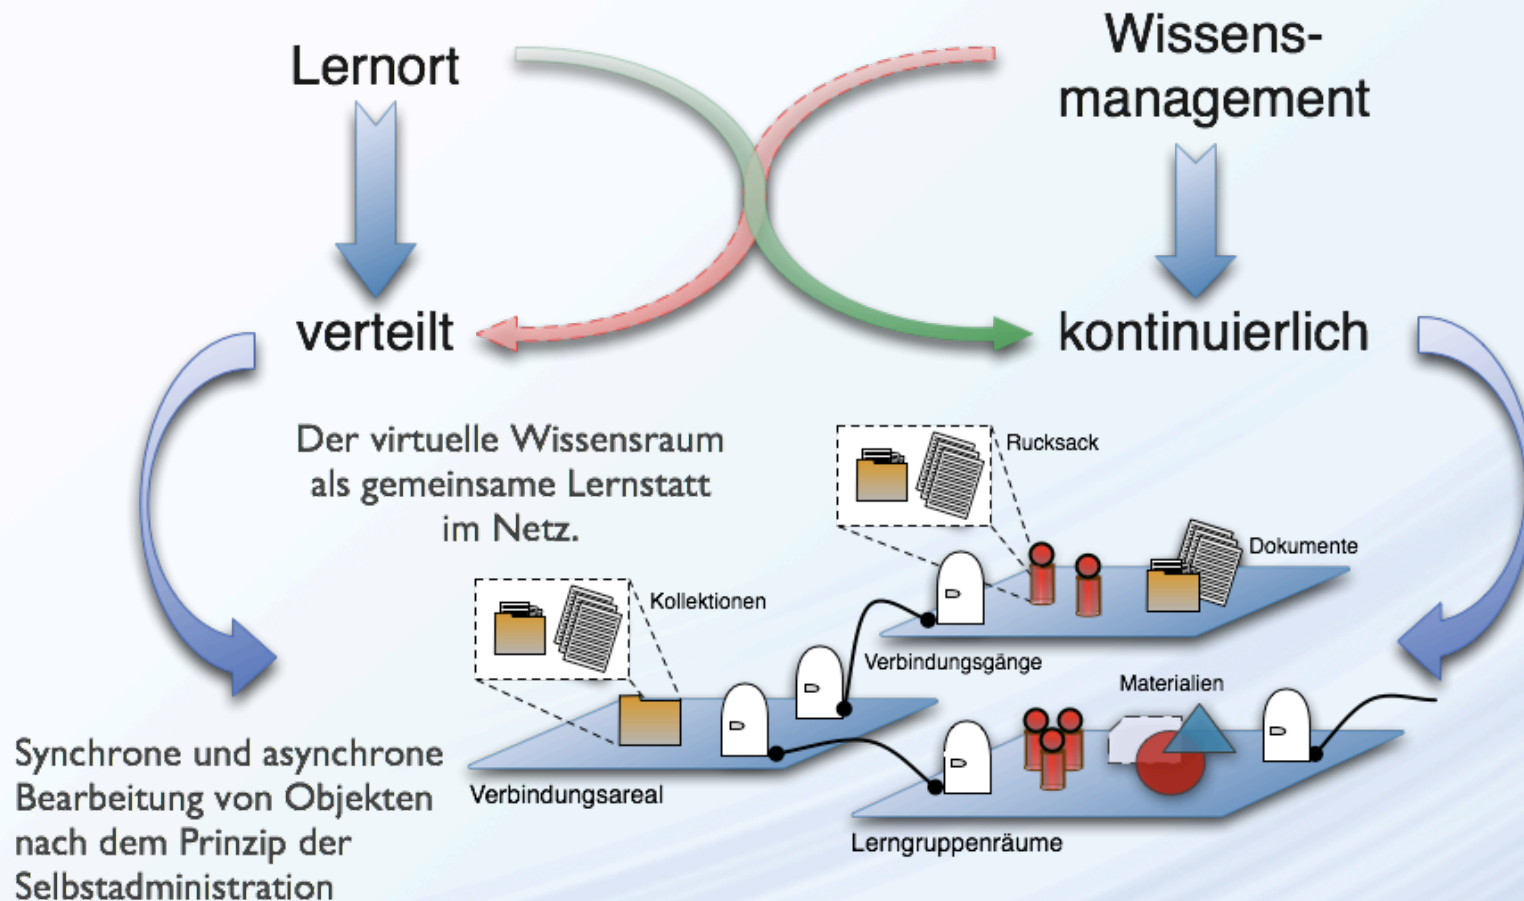 Lernort
Wissens-
management
verteilt
kontinuierlich
Der virtuelle Wissensraum
als gemeinsame Lernstatt
im Netz.
Rucksack
Dokumente
Kollektionen
Verbindungsgänge
Materialien
Verbindungsareal
Lerngruppenräume
Synchrone und asynchrone
Bearbeitung von Objekten
nach dem Prinzip der
Selbstadministration